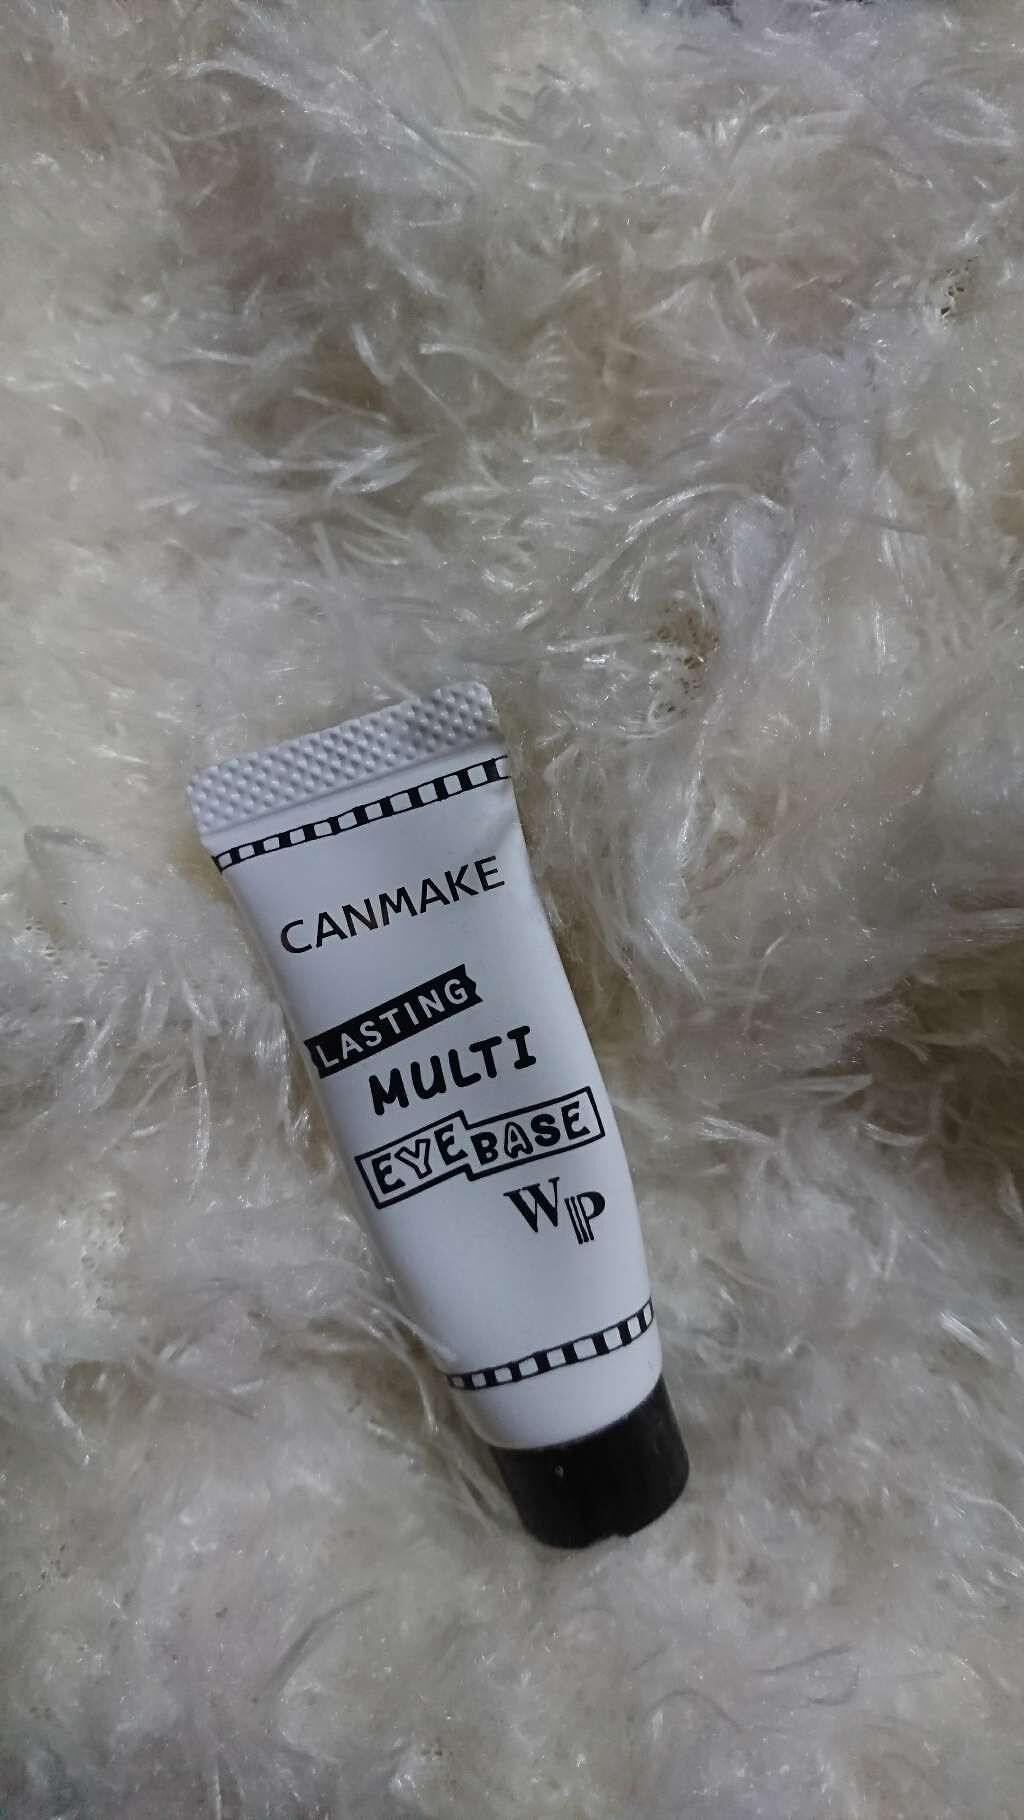 CANMAKE
LASTING
MULTI
EYEBASE
WP